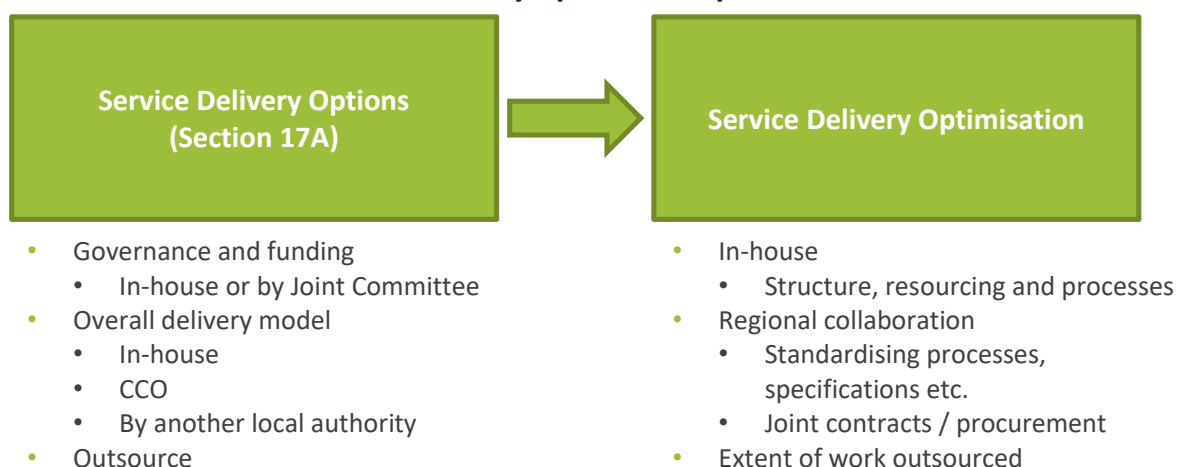 Service Delivery Options
(Section 17A)
Service Delivery Optimisation
• Governance and funding
• In-house or by Joint Committee
• Overall delivery model
• In-house
• CCO
• By another local authority
• Outsource
• In-house
• Structure, resourcing and processes
• Regional collaboration
• Standardising processes,
specifications etc.
• Joint contracts / procurement
• Extent of work outsourced